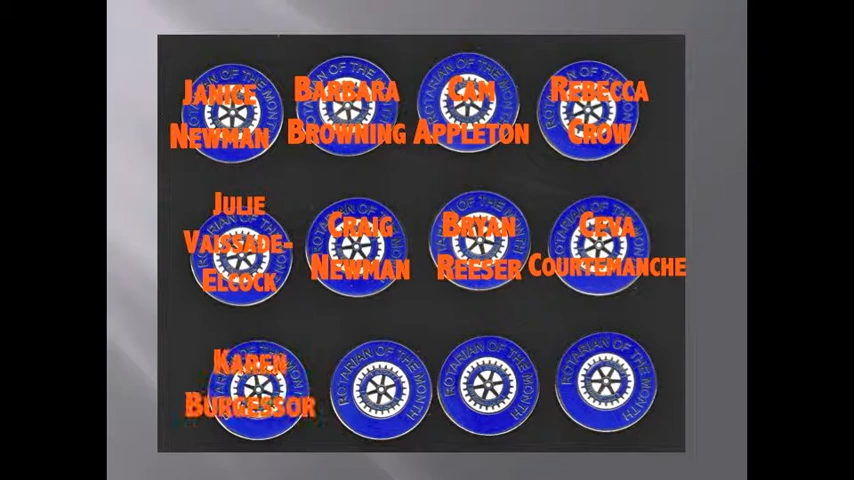 Janice
Newman
Barbara
Browning
Cam
Appleton
Rebecca
Crow
Julie
Vaissade-
Elcock
Craig
Newman
Bryan
Reeser
Ceva
Courtemanche
Karen
Burgessor
ROTARIAN OF THE MONTH
ROTARIAN OF THE MONTH
ROTARIAN OF THE MONTH